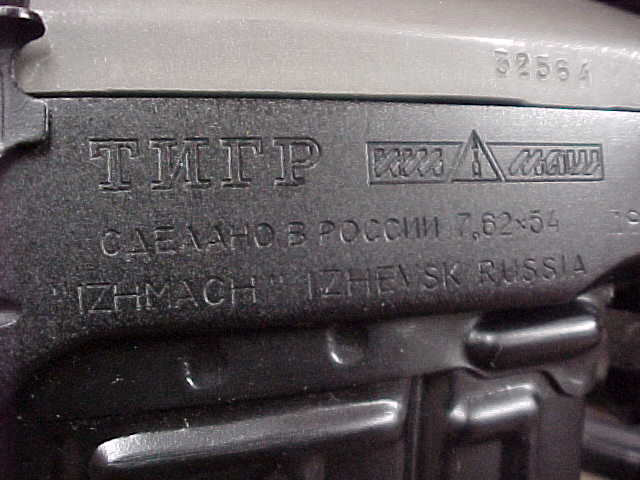 32564
ТИГР ИЖ МАШ
СДЕЛАНО В РОССИИ 7,62×54
"IZHMACH" IZHEVSK RUSSIA